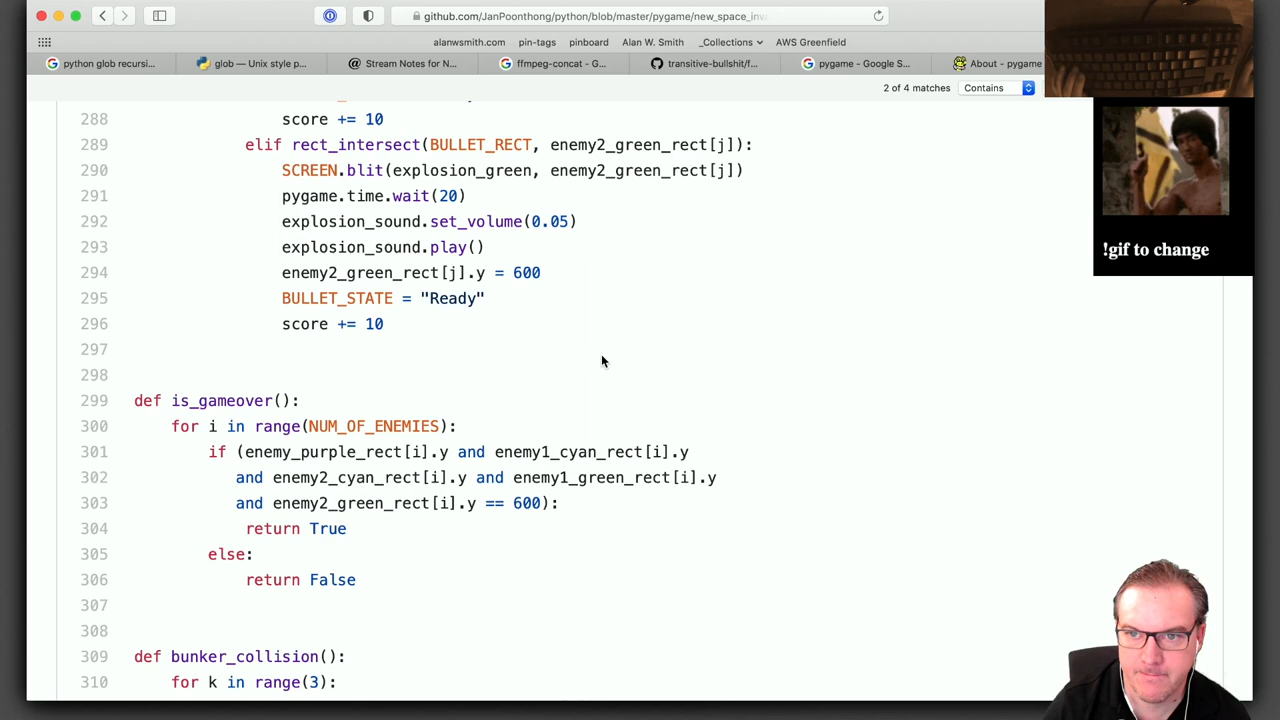 github.com/JanPoonthong/python/blob/master/pygame/new_space_inv
alanwsmith.com pin-tags pinboard Alan W. Smith _Collections AWS Greenfield
python glob recursi... glob — Unix style p... Stream Notes for N... ffmpeg-concat - G... transitive-bullshit/f... pygame - Google S... About - pygame
2 of 4 matches Contains
288 score += 10
289 elif rect_intersect(BULLET_RECT, enemy2_green_rect[j]):
290 SCREEN.blit(explosion_green, enemy2_green_rect[j])
291 pygame.time.wait(20)
292 explosion_sound.set_volume(0.05)
293 explosion_sound.play()
294 enemy2_green_rect[j].y = 600
295 BULLET_STATE = "Ready"
296 score += 10
297
298
299 def is_gameover():
300 for i in range(NUM_OF_ENEMIES):
301 if (enemy_purple_rect[i].y and enemy1_cyan_rect[i].y
302 and enemy2_cyan_rect[i].y and enemy1_green_rect[i].y
303 and enemy2_green_rect[i].y == 600):
304 return True
305 else:
306 return False
307
308
309 def bunker_collision():
310 for k in range(3):
!gif to change